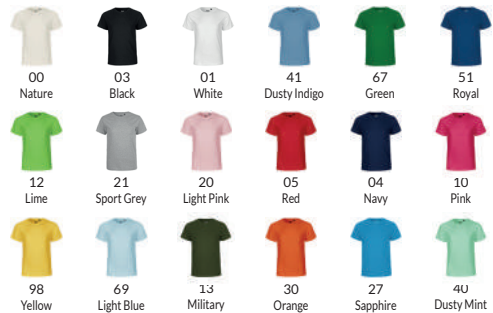 00 03 01 41 67 51
Nature Black White Dusty Indigo Green Royal
12 21 20 05 04 10
Lime Sport Grey Light Pink Red Navy Pink
98 69 13 30 27 40
Yellow Light Blue Military Orange Sapphire Dusty Mint